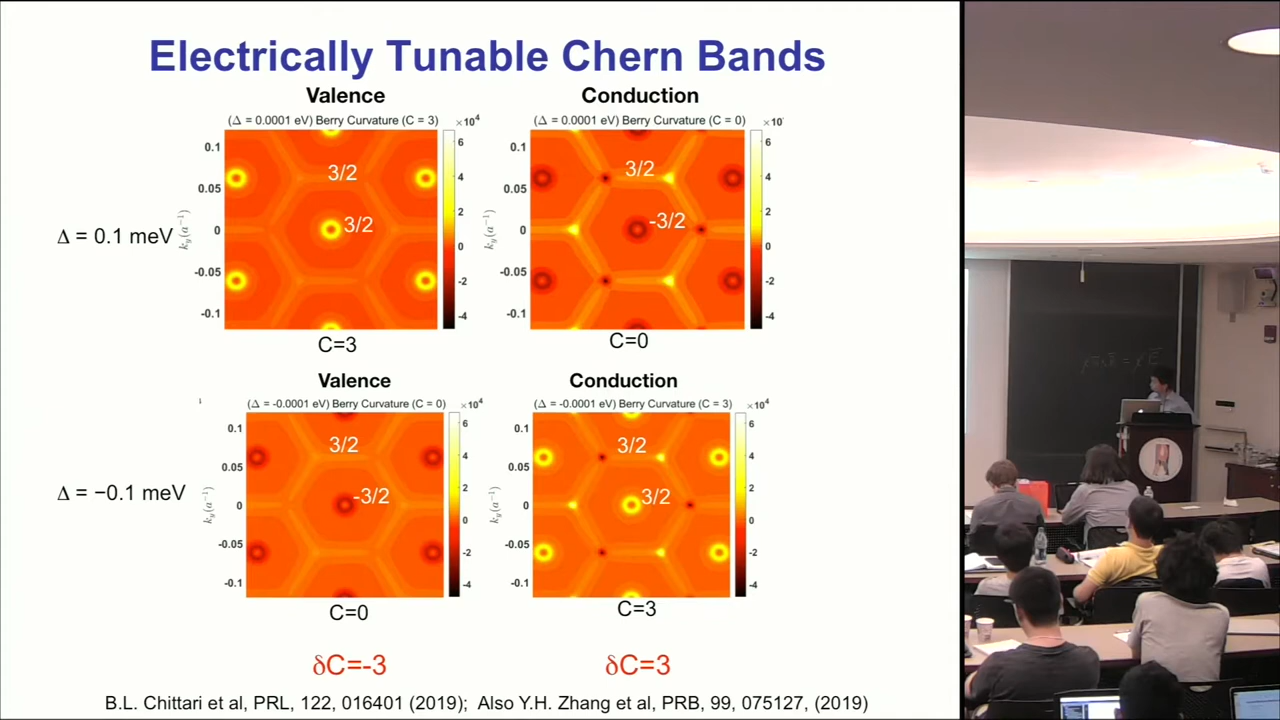 Electrically Tunable Chern Bands
Valence
Conduction
(Δ = 0.0001 eV) Berry Curvature (C = 3)
×10⁴
(Δ = 0.0001 eV) Berry Curvature (C = 0)
×10
Δ = 0.1 meV
k_y(a⁻¹)
0.1
0.05
0
-0.05
-0.1
3/2
3/2
6
4
2
0
-2
-4
k_y(a⁻¹)
0.1
0.05
0
-0.05
-0.1
3/2
-3/2
6
4
2
0
-2
-4
C=3
C=0
Valence
Conduction
(Δ = -0.0001 eV) Berry Curvature (C = 0)
×10⁴
(Δ = -0.0001 eV) Berry Curvature (C = 3)
×10⁴
Δ = −0.1 meV
k_y(a⁻¹)
0.1
0.05
0
-0.05
-0.1
3/2
-3/2
6
4
2
0
-2
-4
k_y(a⁻¹)
0.1
0.05
0
-0.05
-0.1
3/2
3/2
6
4
2
0
-2
-4
C=0
C=3
δC=-3
δC=3
B.L. Chittari et al, PRL, 122, 016401 (2019); Also Y.H. Zhang et al, PRB, 99, 075127, (2019)